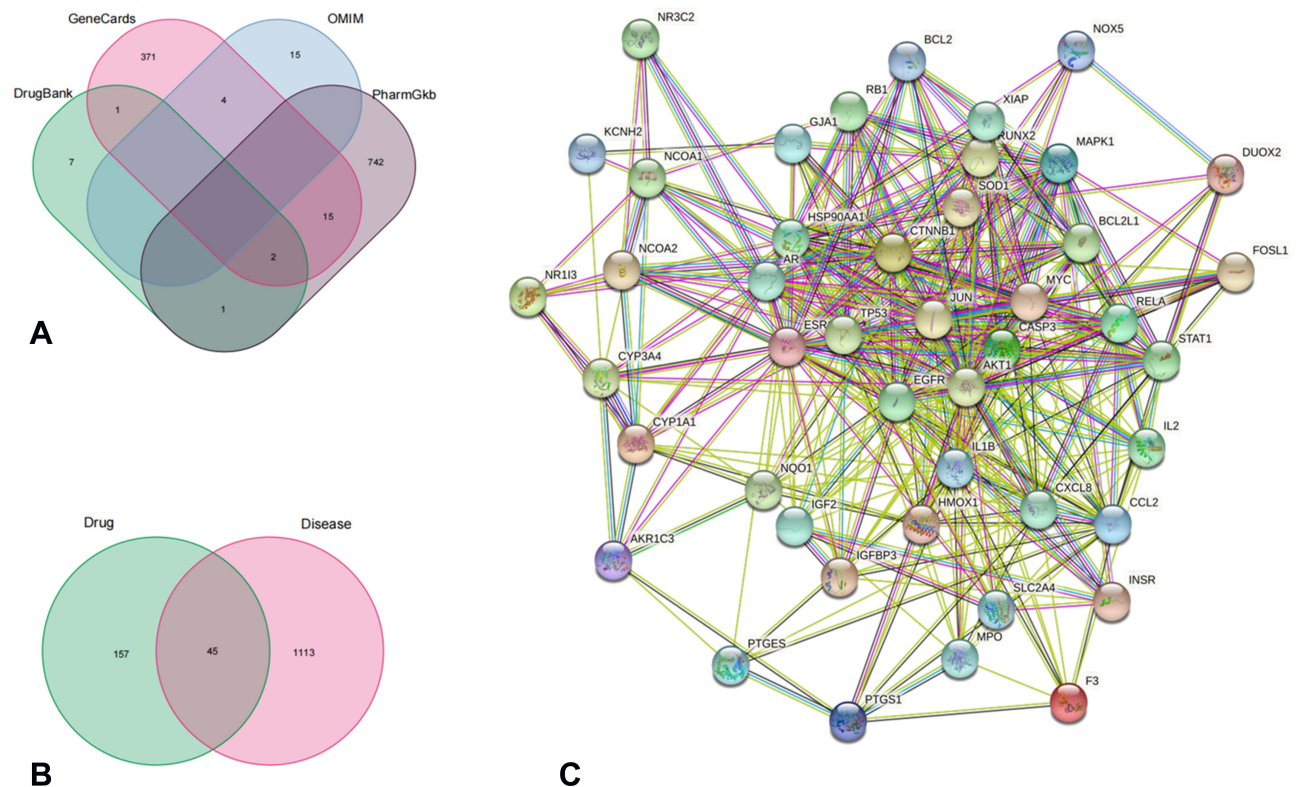 GeneCards
OMIM
371
15
DrugBank
PharmGkb
1
4
7
742
15
2
1
A
Drug
Disease
157
45
1113
B
NR3C2
BCL2
NOX5
RB1
XIAP
KCNH2
GJA1
RUNX2
MAPK1
NCOA1
DUOX2
SOD1
HSP90AA1
BCL2L1
CTNNB1
NCOA2
AR
FOSL1
NR1I3
MYC
JUN
RELA
ESR
TP53
CASP3
STAT1
CYP3A4
AKT1
EGFR
CYP1A1
IL2
IL1B
NQO1
CXCL8
IGF2
HMOX1
CCL2
AKR1C3
IGFBP3
INSR
SLC2A4
PTGES
MPO
F3
PTGS1
C